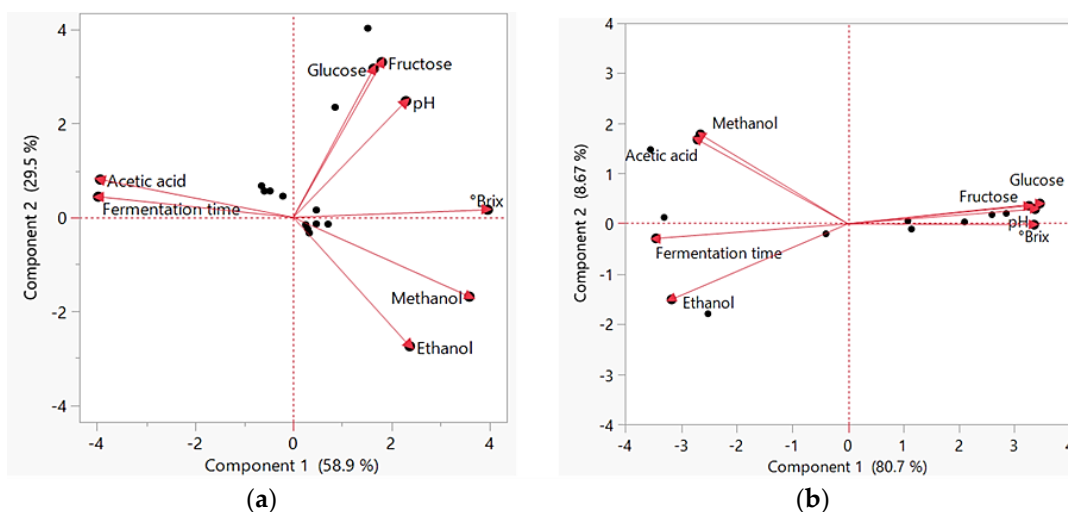 4
2
0
-2
-4
Component 2 (29.5 %)
Glucose
Fructose
pH
Acetic acid
Fermentation time
°Brix
Methanol
Ethanol
-4
-2
0
2
4
Component 1 (58.9 %)
(a)
4
3
2
1
0
-1
-2
-3
-4
Component 2 (8.67 %)
Methanol
Acetic acid
Glucose
Fructose
pH
°Brix
Fermentation time
Ethanol
-4
-3
-2
-1
0
1
2
3
4
Component 1 (80.7 %)
(b)